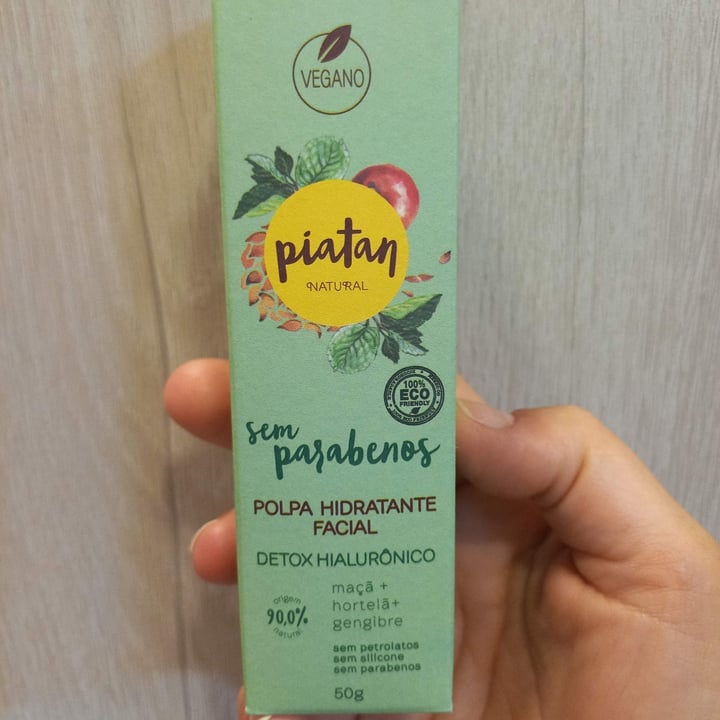 VEGANO
piatan
NATURAL
100%
ECO
FRIENDLY
sem
parabenos
POLPA HIDRATANTE
FACIAL
DETOX HIALURÔNICO
origem
90,0%
natural
maçã +
hortelã+
gengibre
sem petrolatos
sem silicone
sem parabenos
50g